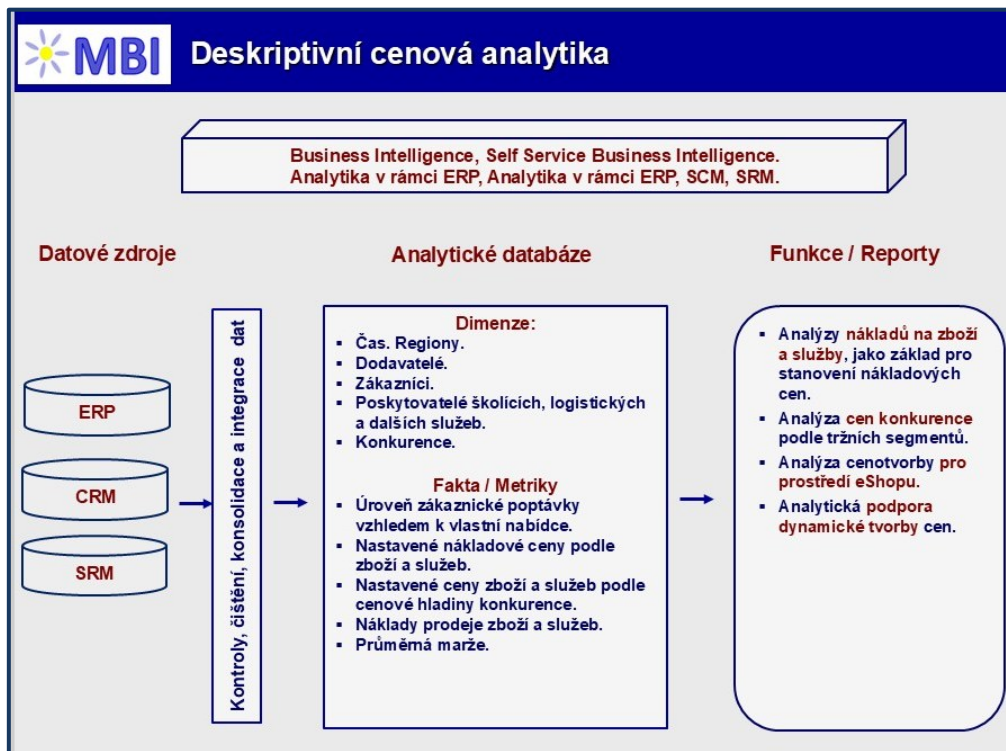 MBI
Deskriptivní cenová analytika
Business Intelligence, Self Service Business Intelligence.
Analytika v rámci ERP, Analytika v rámci ERP, SCM, SRM.
Datové zdroje
Analytické databáze
Funkce / Reporty
ERP
CRM
SRM
Kontroly, čištění, konsolidace a integrace dat
Dimenze:
▪ Čas. Regiony.
▪ Dodavatelé.
▪ Zákazníci.
▪ Poskytovatelé školících, logistických
a dalších služeb.
▪ Konkurence.
Fakta / Metriky
▪ Úroveň zákaznické poptávky
vzhledem k vlastní nabídce.
▪ Nastavené nákladové ceny podle
zboží a služeb.
▪ Nastavené ceny zboží a služeb podle
cenové hladiny konkurence.
▪ Náklady prodeje zboží a služeb.
▪ Průměrná marže.
▪ Analýzy nákladů na zboží
a služby, jako základ pro
stanovení nákladových
cen.
▪ Analýza cen konkurence
podle tržních segmentů.
▪ Analýza cenotvorby pro
prostředí eShopu.
▪ Analytická podpora
dynamické tvorby cen.